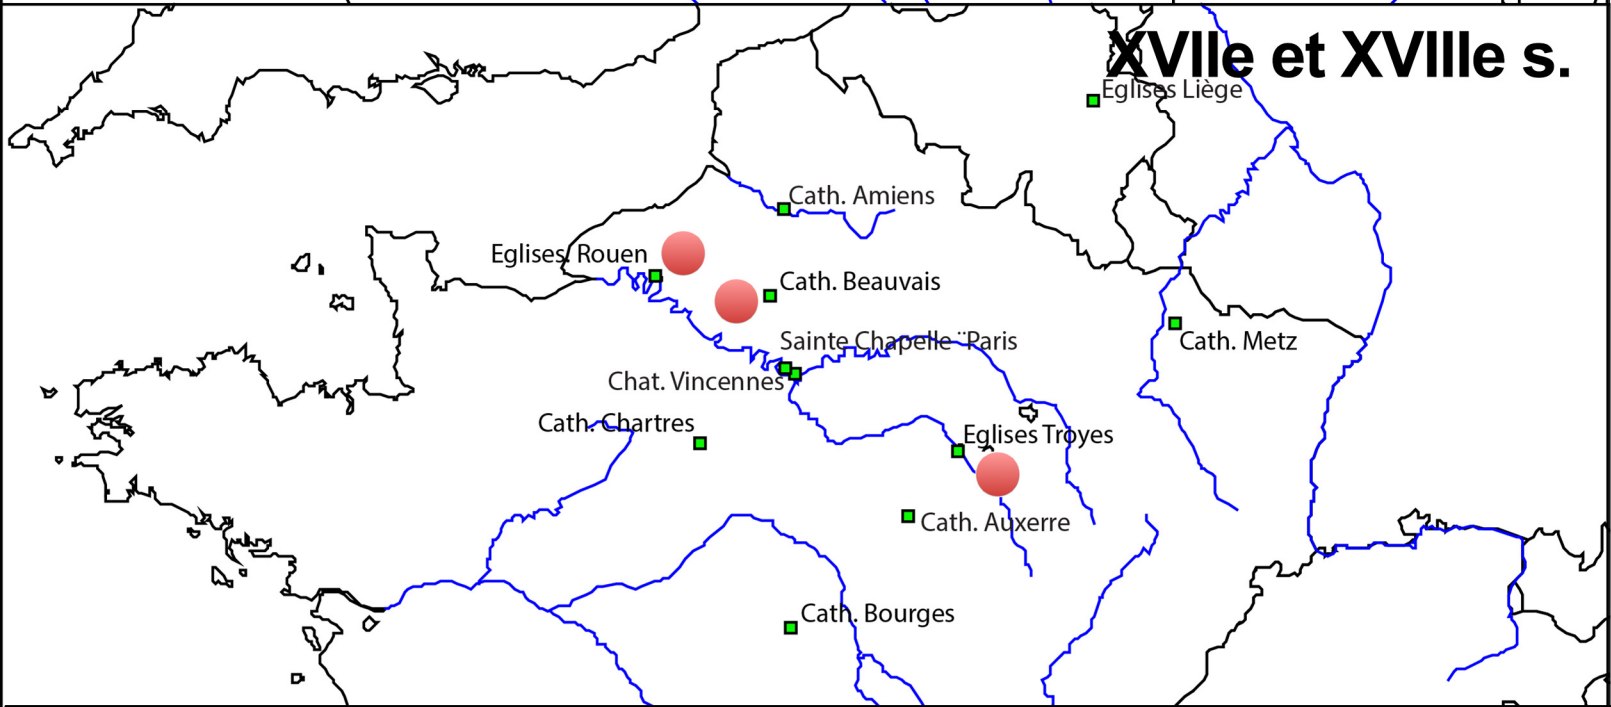 XVIIe et XVIIIe s.
Eglises Liège
Cath. Amiens
Eglises Rouen
Cath. Beauvais
Sainte Chapelle ¨Paris
Cath. Metz
Chat. Vincennes
Cath. Chartres
Eglises Troyes
Cath. Auxerre
Cath. Bourges